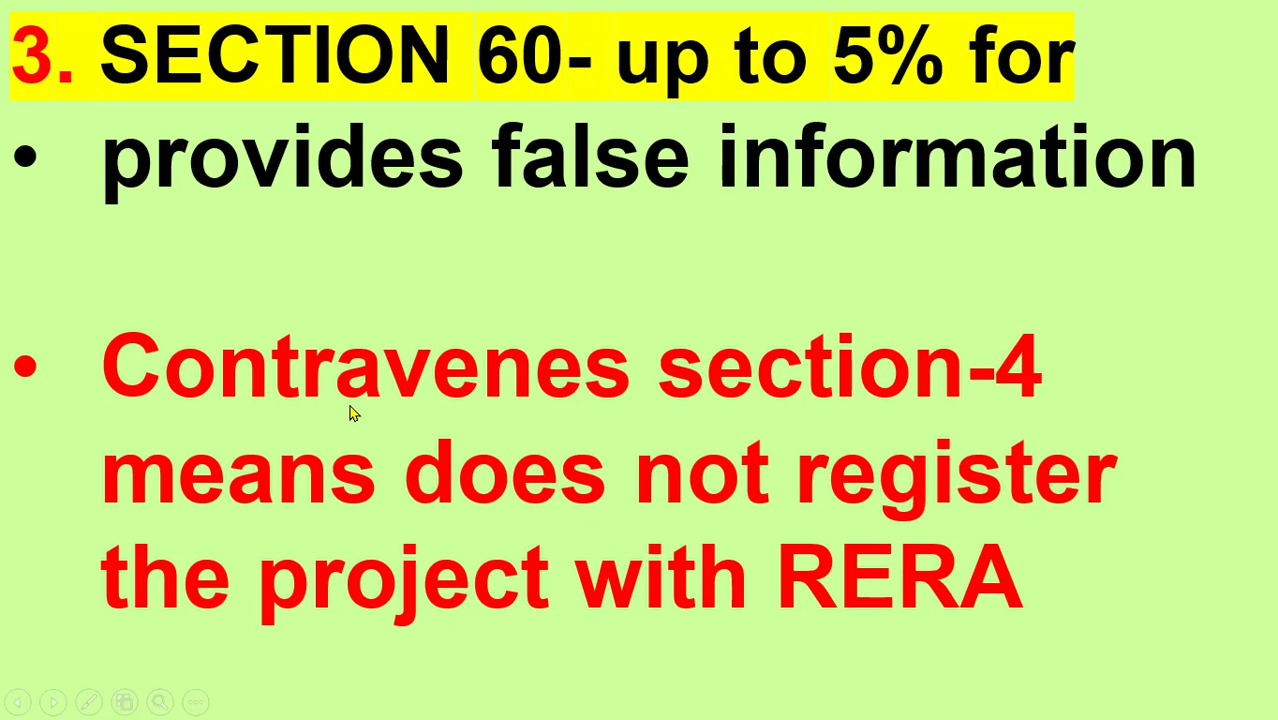 3. SECTION 60- up to 5% for
• provides false information
• Contravenes section-4
means does not register
the project with RERA